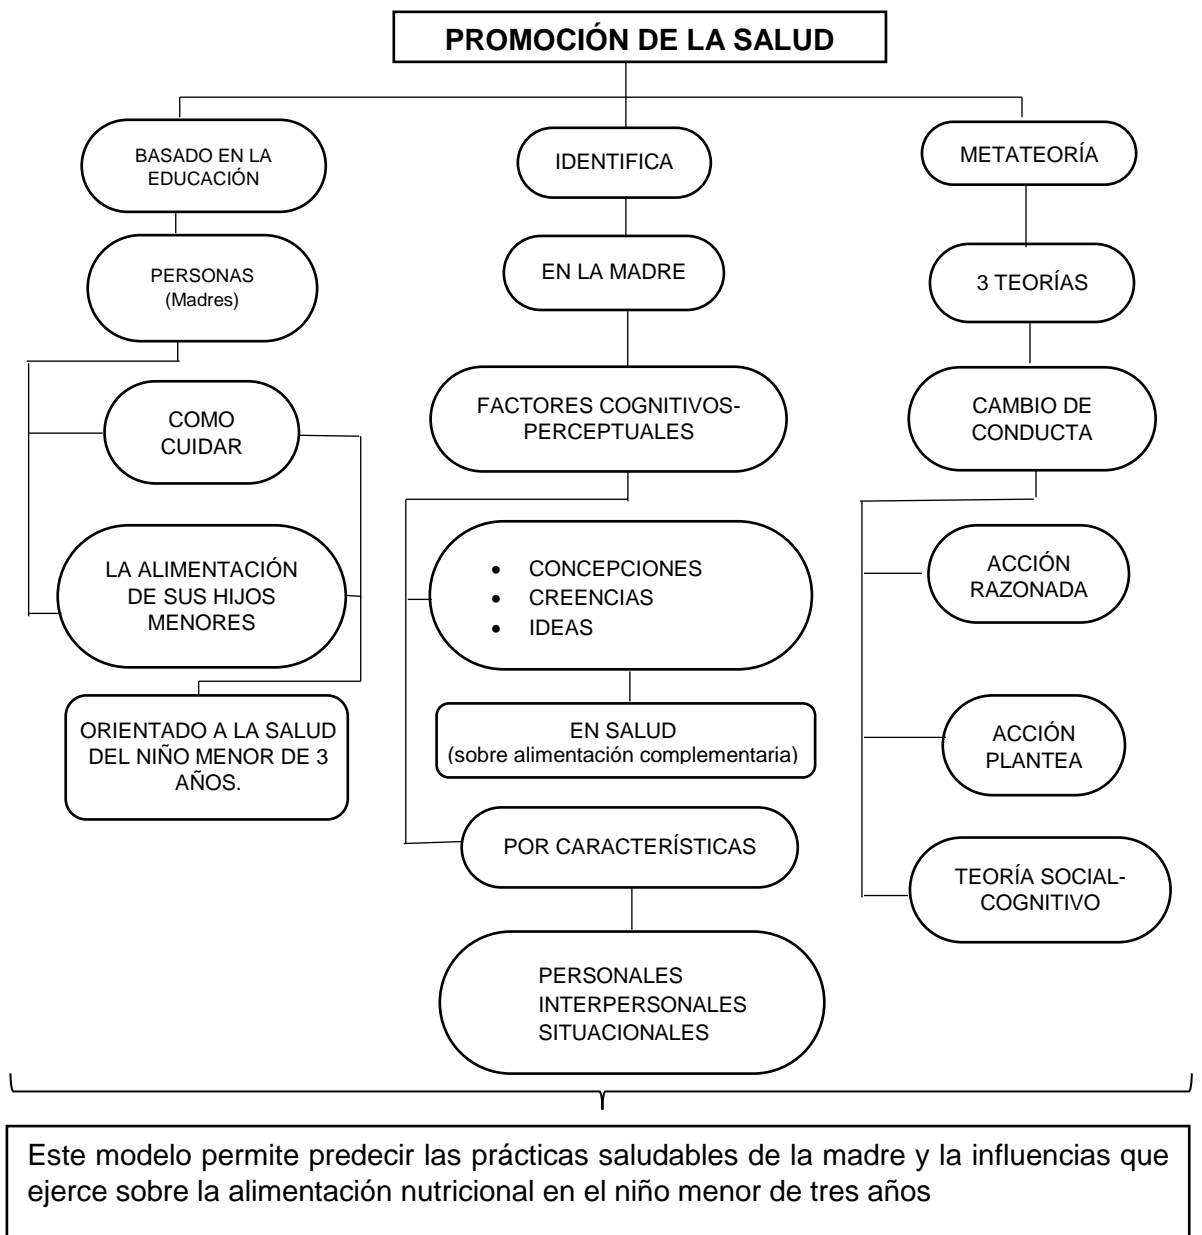 PROMOCIÓN DE LA SALUD
BASADO EN LA
EDUCACIÓN
PERSONAS
(Madres)
COMO
CUIDAR
LA ALIMENTACIÓN
DE SUS HIJOS
MENORES
ORIENTADO A LA SALUD
DEL NIÑO MENOR DE 3
AÑOS.
IDENTIFICA
EN LA MADRE
FACTORES COGNITIVOS-
PERCEPTUALES
• CONCEPCIONES
• CREENCIAS
• IDEAS
EN SALUD
(sobre alimentación complementaria)
POR CARACTERÍSTICAS
PERSONALES
INTERPERSONALES
SITUACIONALES
METATEORÍA
3 TEORÍAS
CAMBIO DE
CONDUCTA
ACCIÓN
RAZONADA
ACCIÓN
PLANTEA
TEORÍA SOCIAL-
COGNITIVO
Este modelo permite predecir las prácticas saludables de la madre y la influencias que
ejerce sobre la alimentación nutricional en el niño menor de tres años